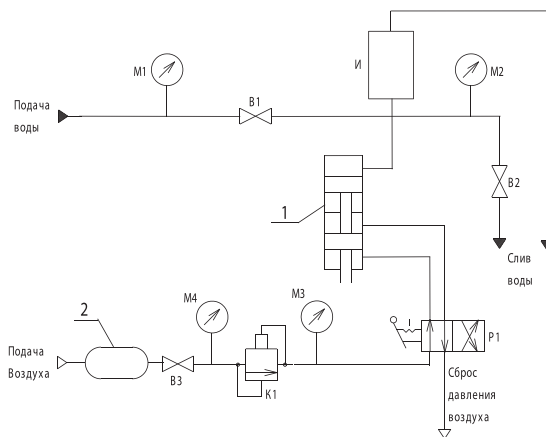 И
М1
М2
Подача
воды
В1
В2
1
Слив
воды
М4
М3
2
Р1
Подача
Воздуха
В3
К1
Сброс
давления
воздуха